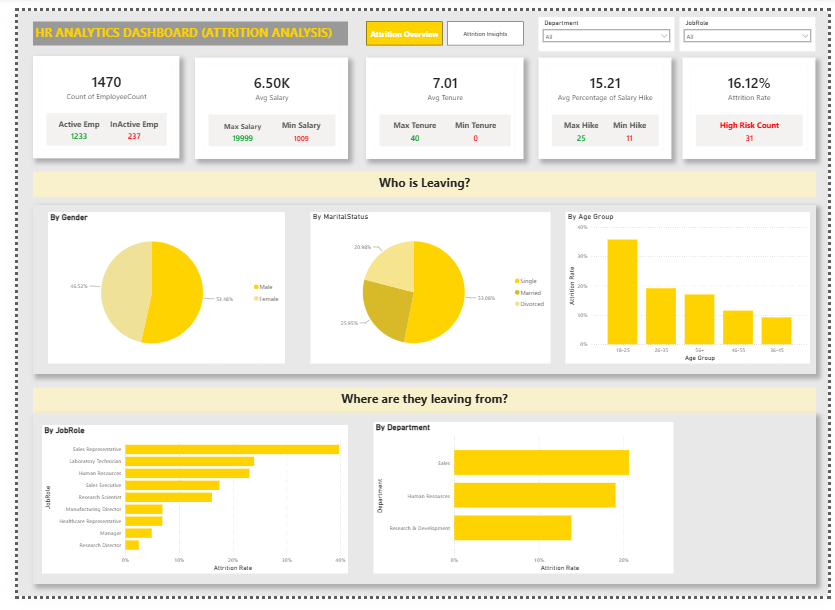 HR ANALYTICS DASHBOARD (ATTRITION ANALYSIS)
Attrition Overview
Attrition Insights
Department
All
JobRole
All
1470
Count of EmployeeCount
Active Emp InActive Emp
1233 237
6.50K
Avg Salary
Max Salary Min Salary
19999 1009
7.01
Avg Tenure
Max Tenure Min Tenure
40 0
15.21
Avg Percentage of Salary Hike
Max Hike Min Hike
25 11
16.12%
Attrition Rate
High Risk Count
31
Who is Leaving?
By Gender
46.52%
53.48%
Male
Female
By MaritalStatus
20.98%
25.95%
53.08%
Single
Married
Divorced
By Age Group
Attrition Rate
40%
30%
20%
10%
0%
18-25 26-35 56+ 46-55 36-45
Age Group
Where are they leaving from?
By JobRole
JobRole
Sales Representative
Laboratory Technician
Human Resources
Sales Executive
Research Scientist
Manufacturing Director
Healthcare Representative
Manager
Research Director
0% 10% 20% 30% 40%
Attrition Rate
By Department
Department
Sales
Human Resources
Research & Development
0% 10% 20%
Attrition Rate